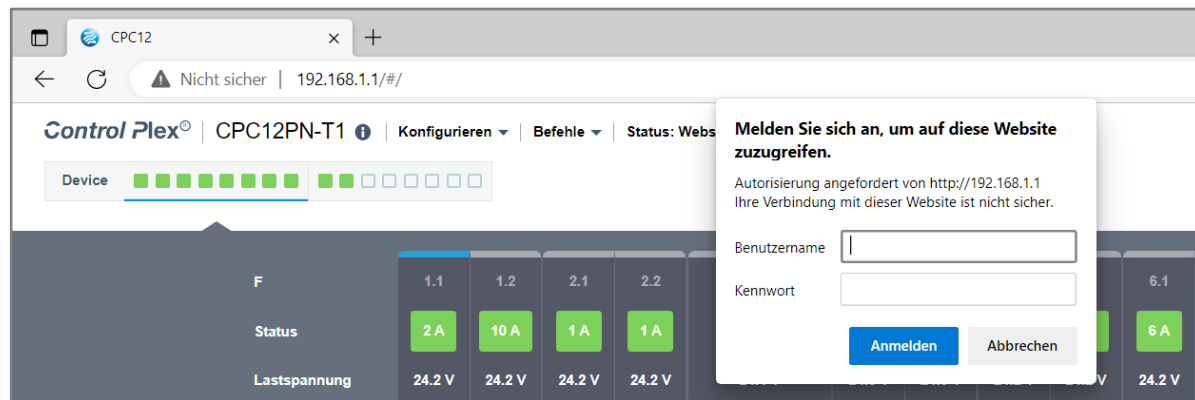 CPC12
Nicht sicher | 192.168.1.1/#/
Control Plex® | CPC12PN-T1 | Konfigurieren | Befehle | Status: Webs
Device
Melden Sie sich an, um auf diese Website
zuzugreifen.
Autorisierung angefordert von http://192.168.1.1
Ihre Verbindung mit dieser Website ist nicht sicher.
Benutzername
Kennwort
Anmelden Abbrechen
F 1.1 1.2 2.1 2.2 6.1
Status 2 A 10 A 1 A 1 A 6 A
Lastspannung 24.2 V 24.2 V 24.2 V 24.2 V V 24.2 V